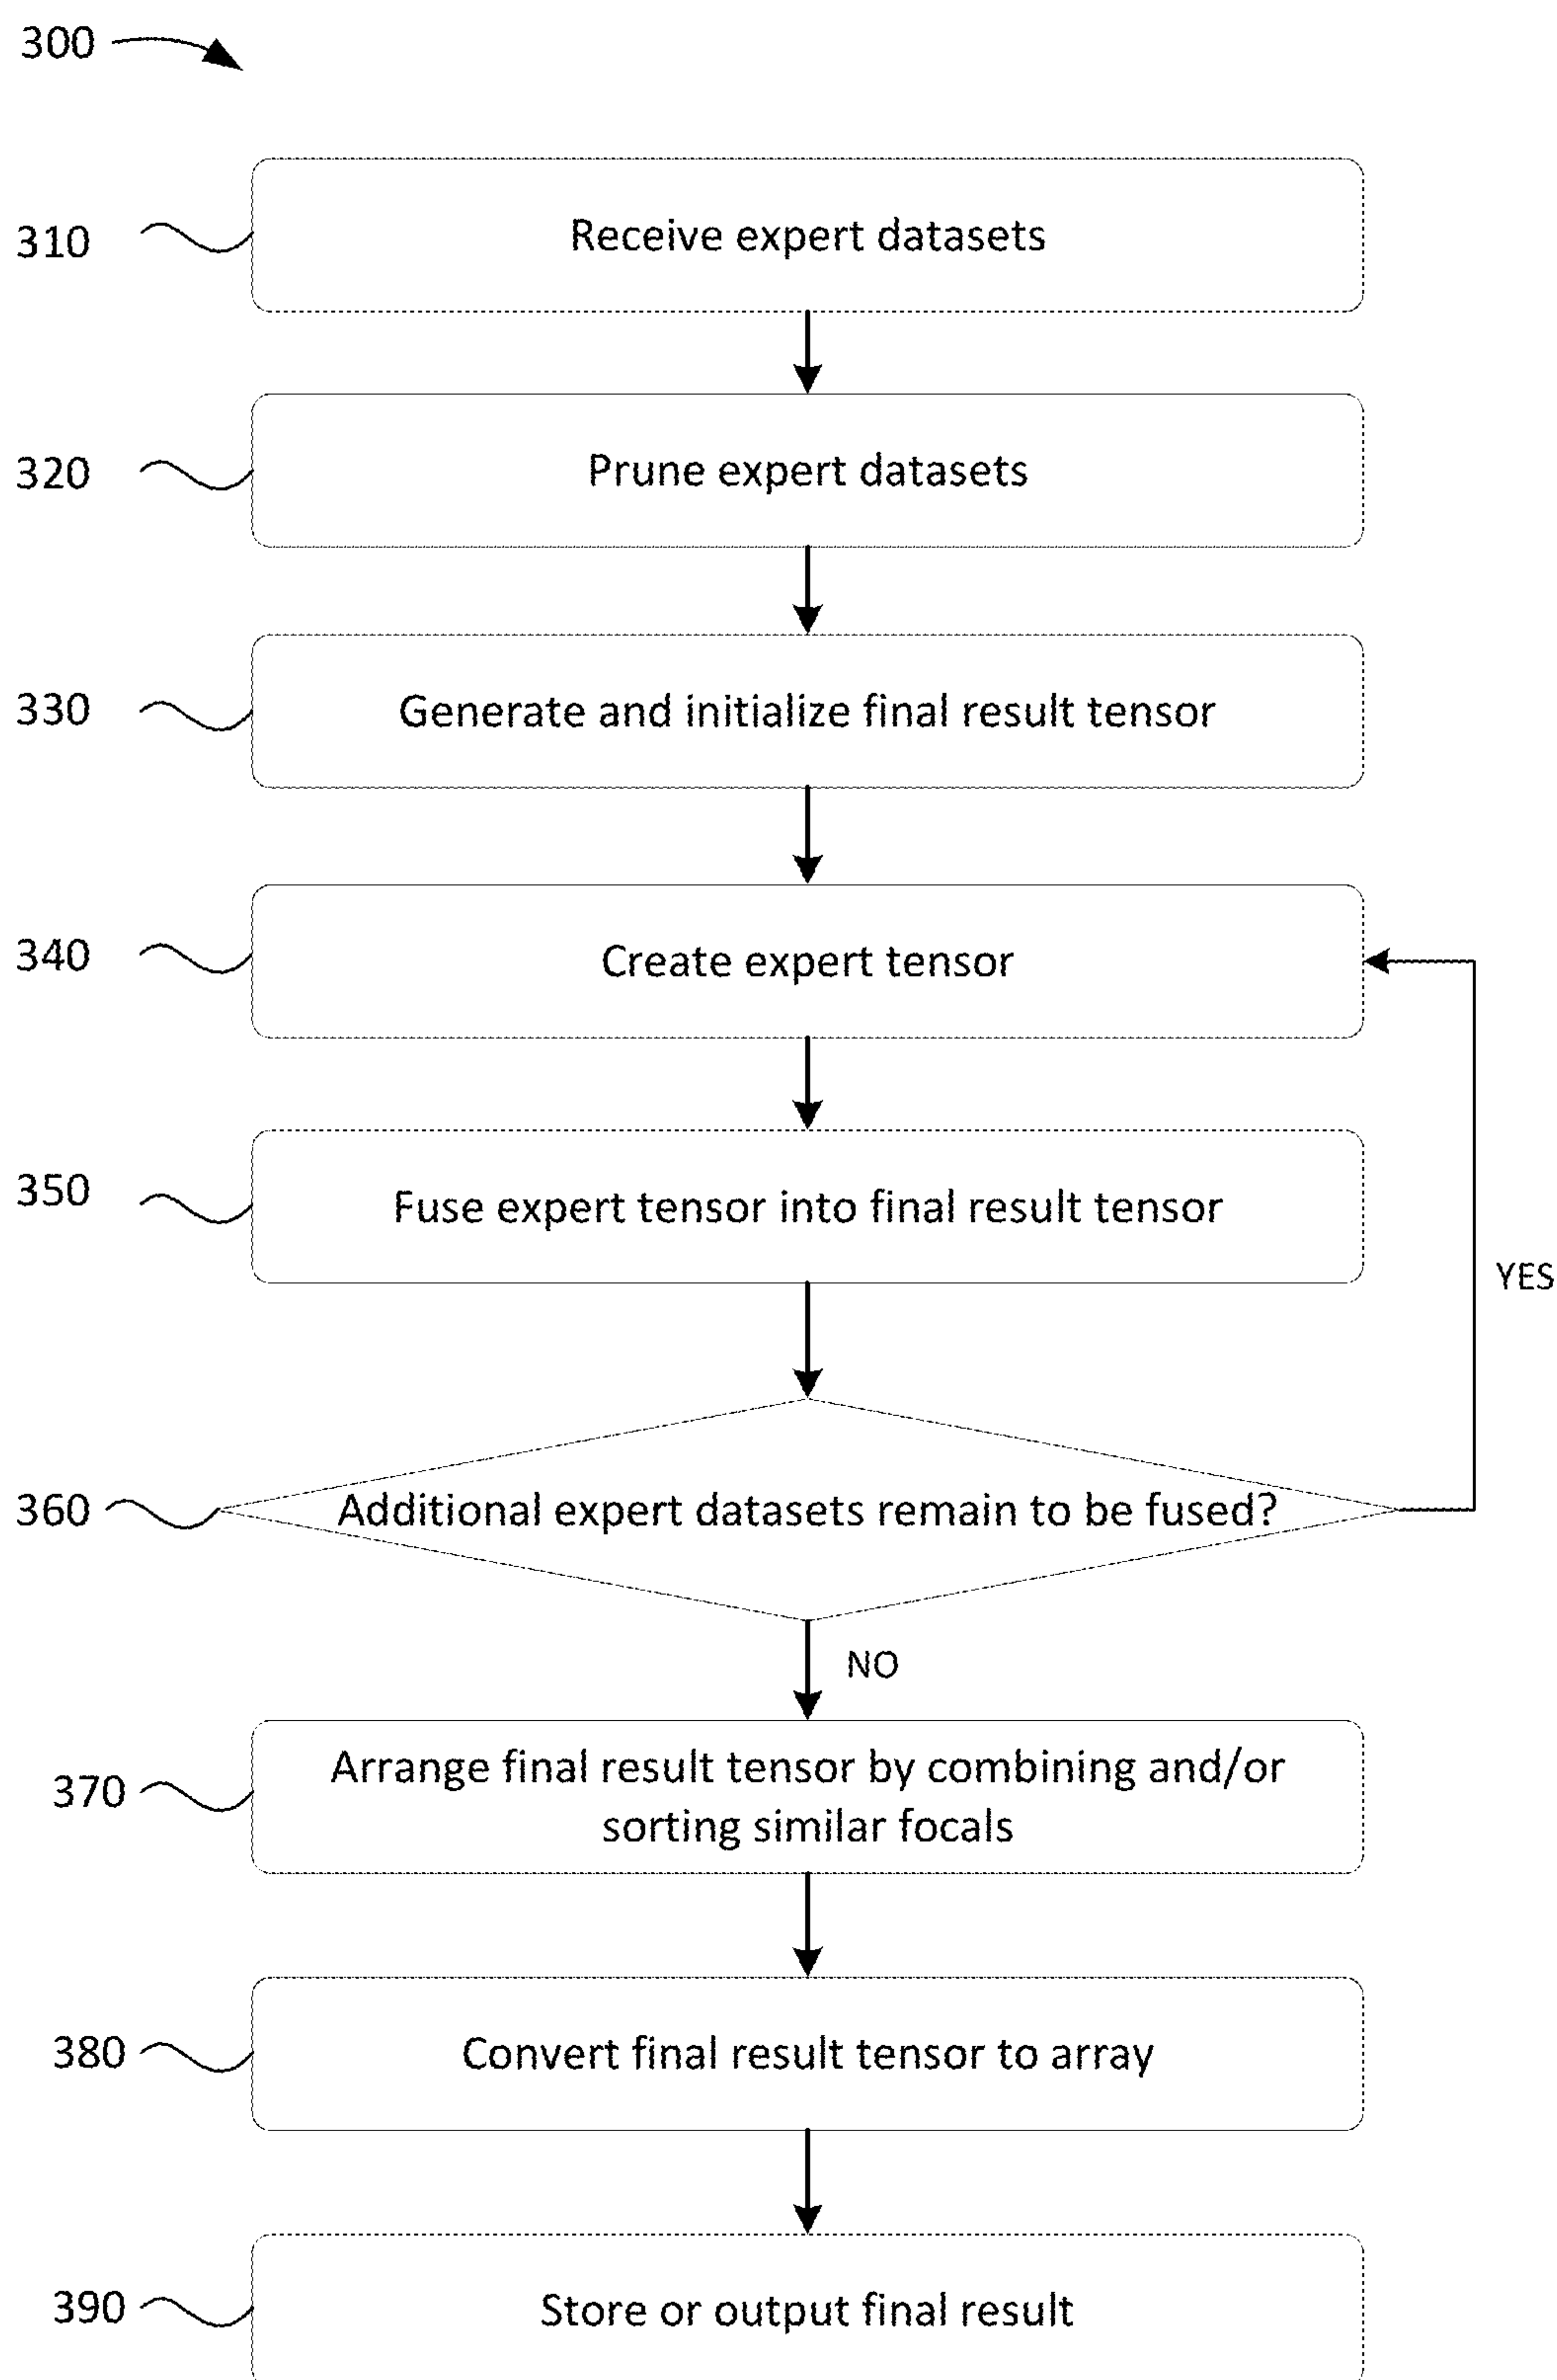 300
310
Receive expert datasets
320
Prune expert datasets
330
Generate and initialize final result tensor
340
Create expert tensor
350
Fuse expert tensor into final result tensor
YES
360
Additional expert datasets remain to be fused?
NO
370
Arrange final result tensor by combining and/or
sorting similar focals
380
Convert final result tensor to array
390
Store or output final result